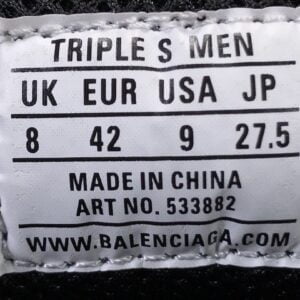 TRIPLE S MEN
UK EUR USA JP
8 42 9 27.5
MADE IN CHINA
ART NO. 533882
WWW.BALENCIAGA.COM